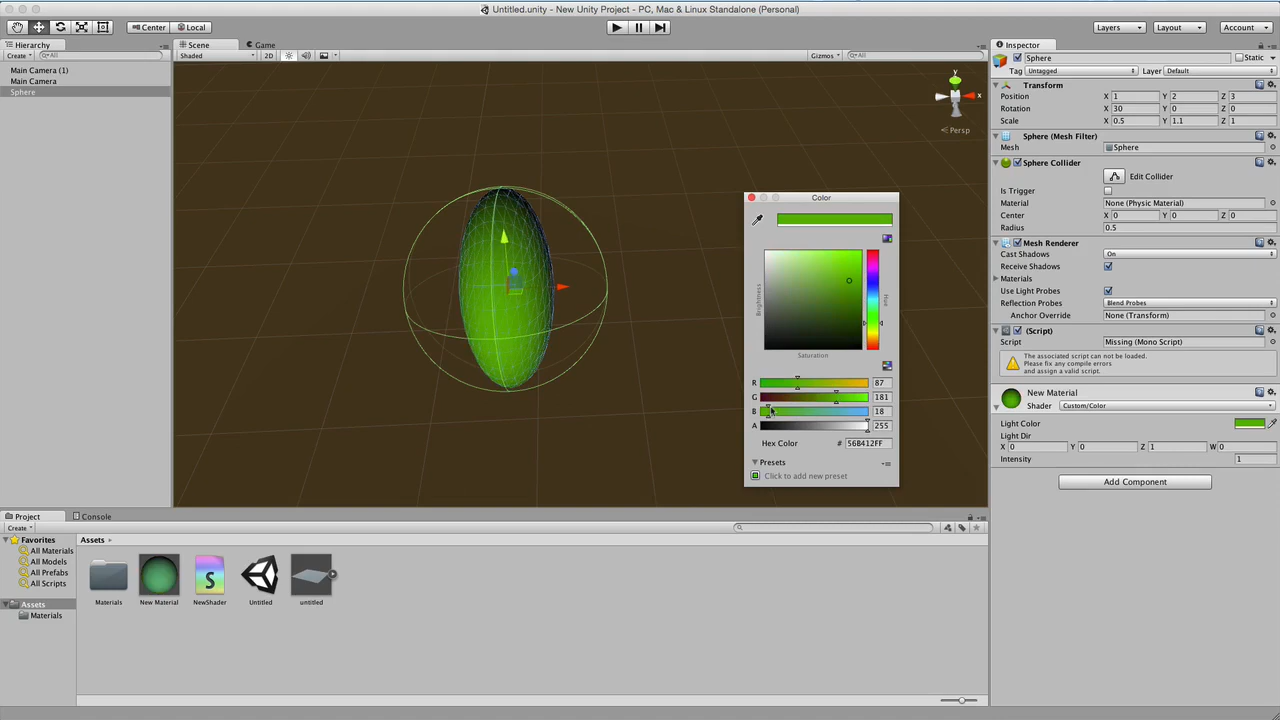 Untitled.unity - New Unity Project - PC, Mac & Linux Standalone (Personal)
Center Local Layers Layout Account
Hierarchy
Create All
Main Camera (1)
Main Camera
Sphere
Scene Game
Shaded 2D Gizmos All
y
x
Persp
Color
Brightness
Hue
Saturation
R 87
G 181
B 18
A 255
Hex Color # 56B412FF
Presets
Click to add new preset
Inspector
Sphere Static
Tag Untagged Layer Default
Transform
Position X 1 Y 2 Z 3
Rotation X 30 Y 0 Z 0
Scale X 0.5 Y 1.1 Z 1
Sphere (Mesh Filter)
Mesh Sphere
Sphere Collider
Edit Collider
Is Trigger
Material None (Physic Material)
Center X 0 Y 0 Z 0
Radius 0.5
Mesh Renderer
Cast Shadows On
Receive Shadows
Materials
Use Light Probes
Reflection Probes Blend Probes
Anchor Override None (Transform)
(Script)
Script Missing (Mono Script)
The associated script can not be loaded.
Please fix any compile errors
and assign a valid script.
New Material
Shader Custom/Color
Light Color
Light Dir
X 0 Y 0 Z 1 W 0
Intensity 1
Add Component
Project Console
Create
Favorites
All Materials
All Models
All Prefabs
All Scripts
Assets
Materials
Assets
Materials New Material NewShader Untitled untitled
S